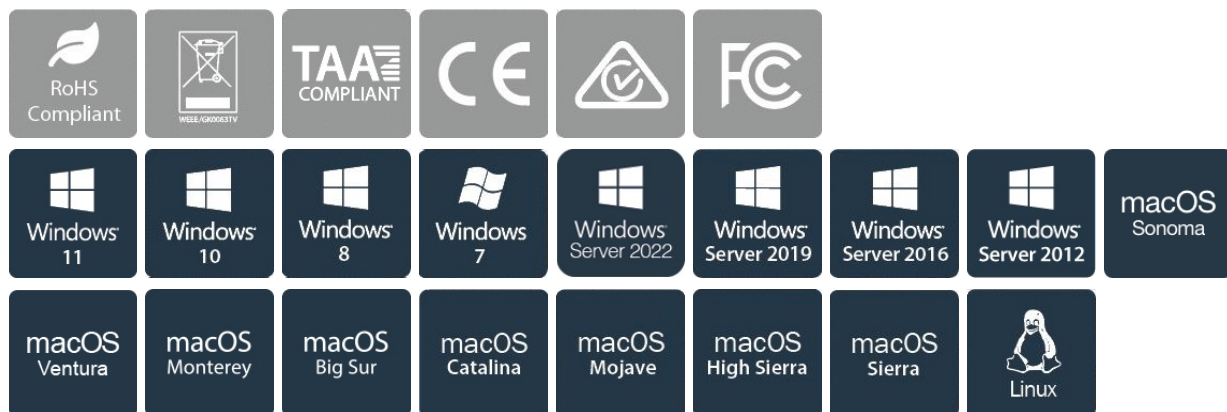 RoHS
Compliant
WEEE/GK0063TV
TAA
COMPLIANT
CE
FC
Windows
11
Windows
10
Windows
8
Windows
7
Windows
Server 2022
Windows
Server 2019
Windows
Server 2016
Windows
Server 2012
macOS
Sonoma
macOS
Ventura
macOS
Monterey
macOS
Big Sur
macOS
Catalina
macOS
Mojave
macOS
High Sierra
macOS
Sierra
Linux